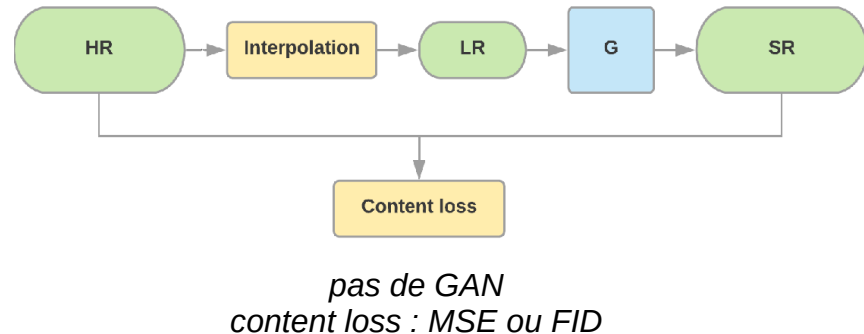 HR
Interpolation
LR
G
SR
Content loss
pas de GAN
content loss : MSE ou FID